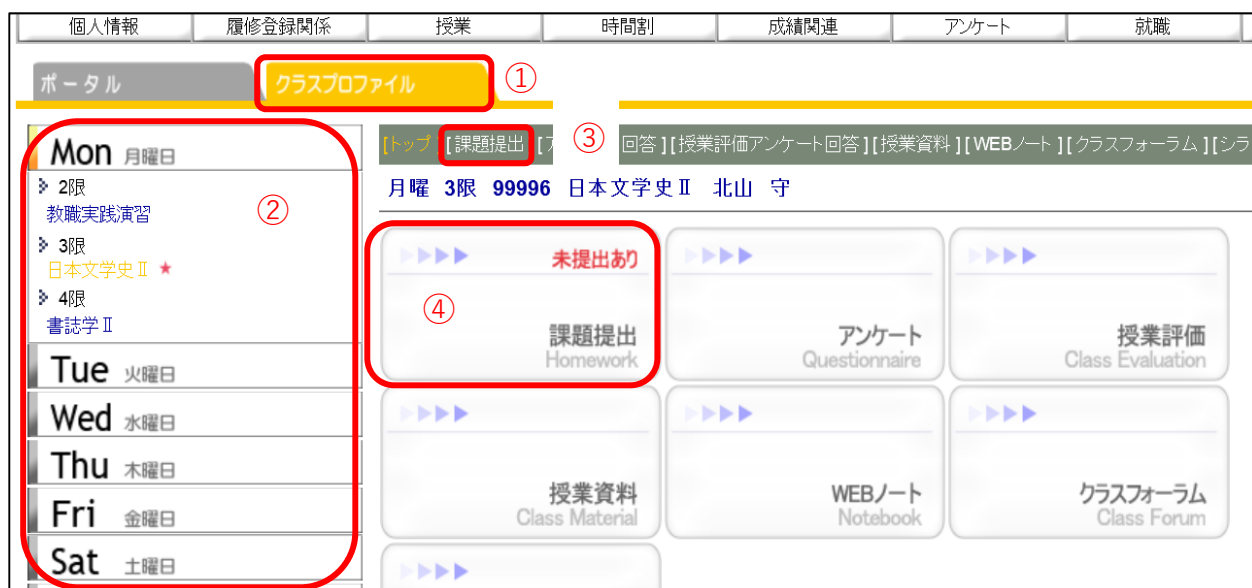 個人情報 履修登録関係 授業 時間割 成績関連 アンケート 就職
ポータル クラスプロファイル ①
Mon 月曜日
2限
教職実践演習
3限
日本文学史Ⅱ ★
4限
書誌学Ⅱ
②
Tue 火曜日
Wed 水曜日
Thu 木曜日
Fri 金曜日
Sat 土曜日
[トップ][課題提出][ ③ 回答][授業評価アンケート回答][授業資料][WEBノート][クラスフォーラム][シラ
月曜 3限 99996 日本文学史Ⅱ 北山 守
未提出あり
④
課題提出
Homework
アンケート
Questionnaire
授業評価
Class Evaluation
授業資料
Class Material
WEBノート
Notebook
クラスフォーラム
Class Forum